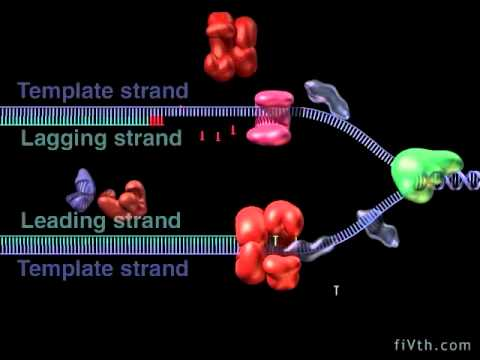 Template strand
Lagging strand
Leading strand
T
Template strand
T
fiVth.com